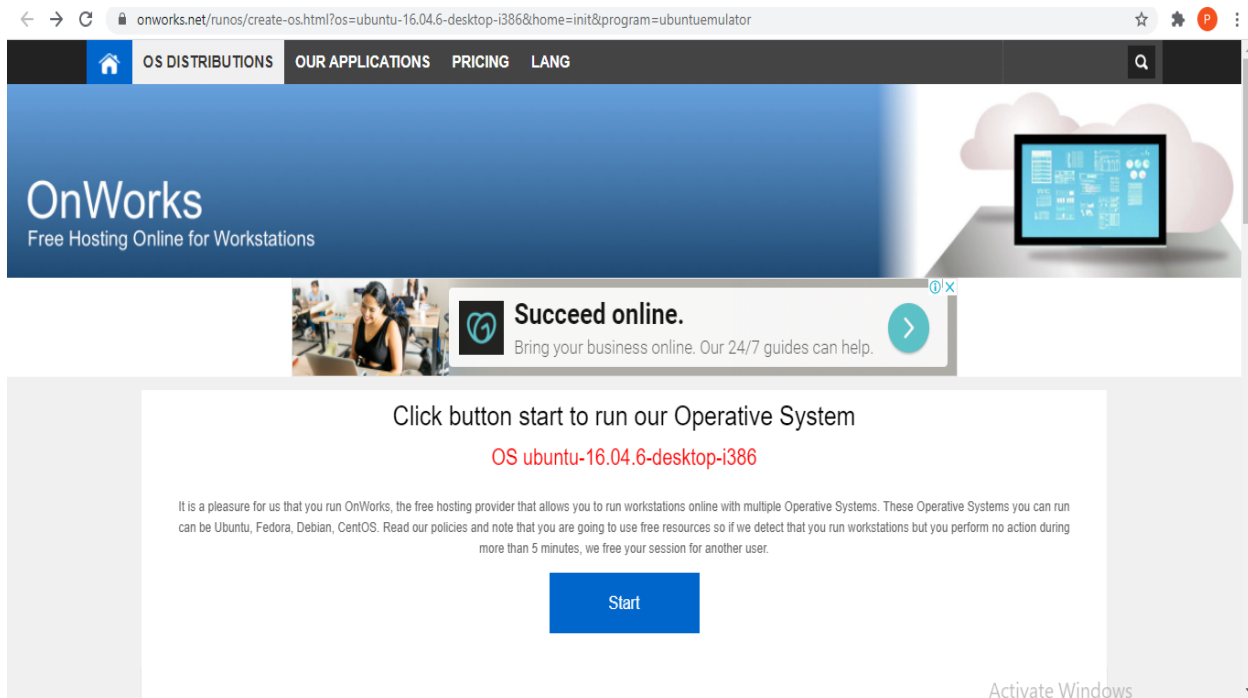 onworks.net/runos/create-os.html?os=ubuntu-16.04.6-desktop-i386&home=init&program=ubuntuemulator
P
OS DISTRIBUTIONS OUR APPLICATIONS PRICING LANG
OnWorks
Free Hosting Online for Workstations
Succeed online.
Bring your business online. Our 24/7 guides can help.
Click button start to run our Operative System
OS ubuntu-16.04.6-desktop-i386
It is a pleasure for us that you run OnWorks, the free hosting provider that allows you to run workstations online with multiple Operative Systems. These Operative Systems you can run
can be Ubuntu, Fedora, Debian, CentOS. Read our policies and note that you are going to use free resources so if we detect that you run workstations but you perform no action during
more than 5 minutes, we free your session for another user.
Start
Activate Windows